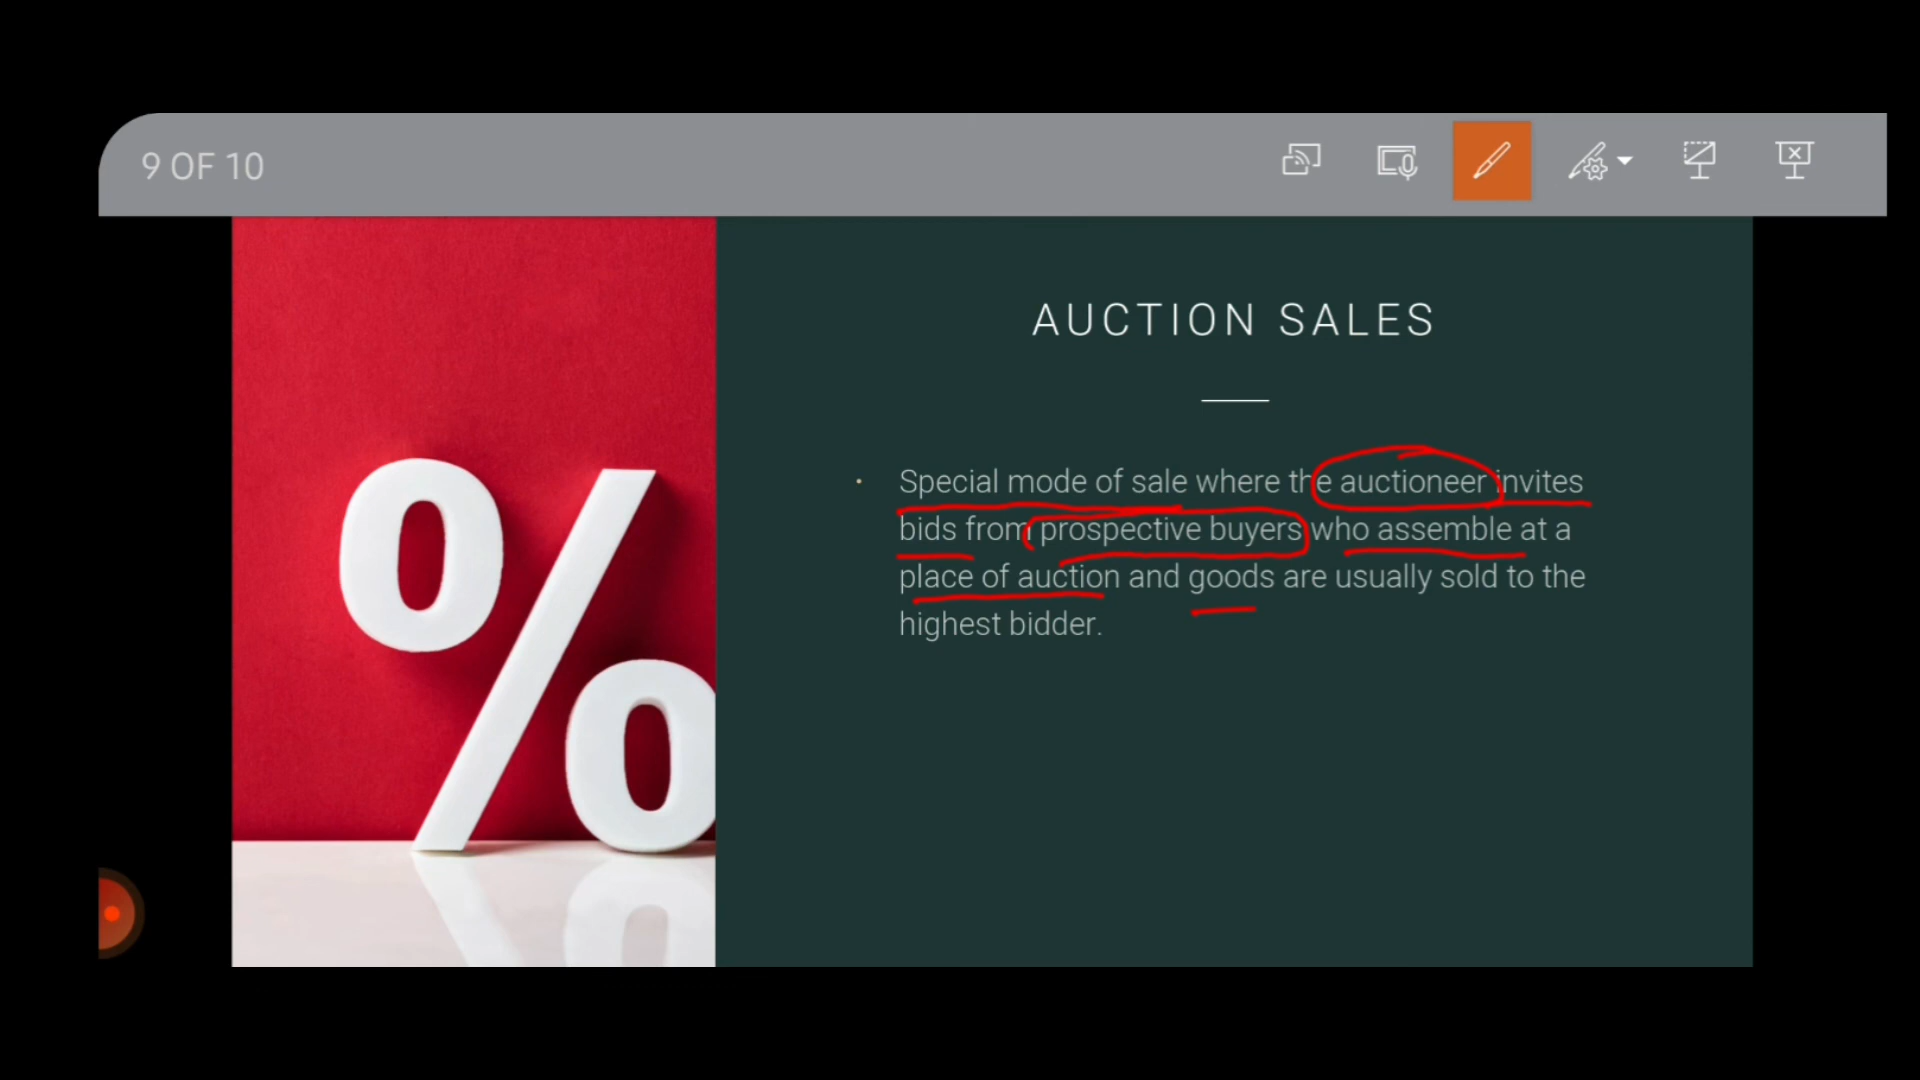 9 OF 10
AUCTION SALES
• Special mode of sale where the auctioneer invites
bids from prospective buyers who assemble at a
place of auction and goods are usually sold to the
highest bidder.
%